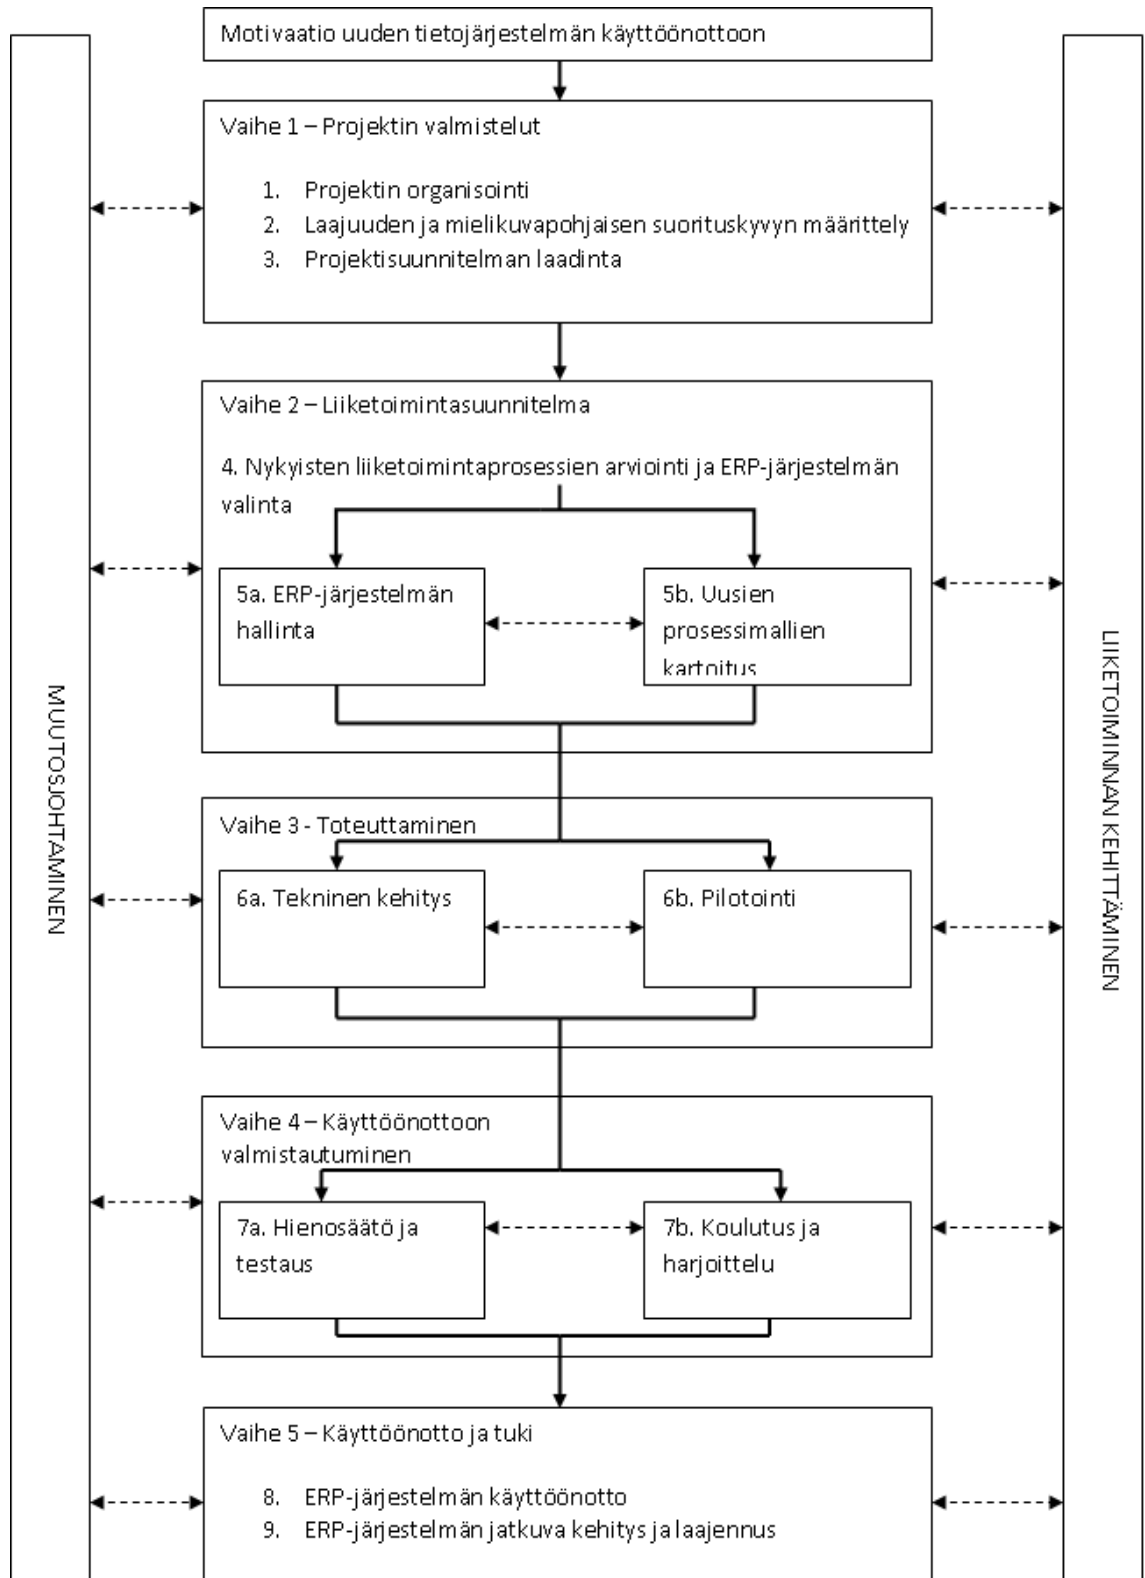 Motivaatio uuden tietojärjestelmän käyttöönottoon
Vaihe 1 – Projektin valmistelut
1. Projektin organisointi
2. Laajuuden ja mielikuvapohjaisen suorituskyvyn määrittely
3. Projektisuunnitelman laadinta
Vaihe 2 – Liiketoimintasuunnitelma
4. Nykyisten liiketoimintaprosessien arviointi ja ERP-järjestelmän
valinta
5a. ERP-järjestelmän
hallinta
5b. Uusien
prosessimallien
kartoitus
Vaihe 3 - Toteuttaminen
6a. Tekninen kehitys
6b. Pilotointi
Vaihe 4 – Käyttöönottoon
valmistautuminen
7a. Hienosäätö ja
testaus
7b. Koulutus ja
harjoittelu
Vaihe 5 – Käyttöönotto ja tuki
8. ERP-järjestelmän käyttöönotto
9. ERP-järjestelmän jatkuva kehitys ja laajennus
MUUTOSJOHTAMINEN
LIIKETOIMINNAN KEHITTÄMINEN